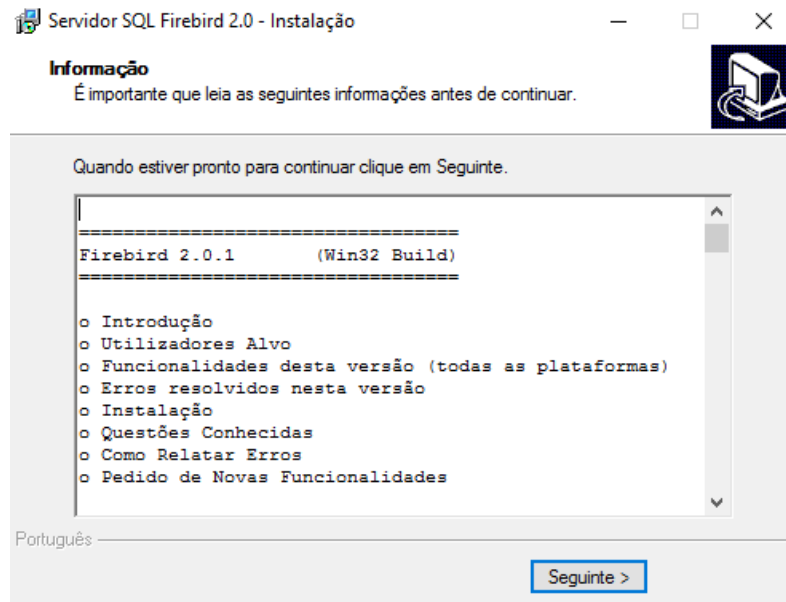 Servidor SQL Firebird 2.0 - Instalação
Informação
É importante que leia as seguintes informações antes de continuar.
Quando estiver pronto para continuar clique em Seguinte.
==================================
Firebird 2.0.1 (Win32 Build)
==================================
o Introdução
o Utilizadores Alvo
o Funcionalidades desta versão (todas as plataformas)
o Erros resolvidos nesta versão
o Instalação
o Questões Conhecidas
o Como Relatar Erros
o Pedido de Novas Funcionalidades
Português
Seguinte >